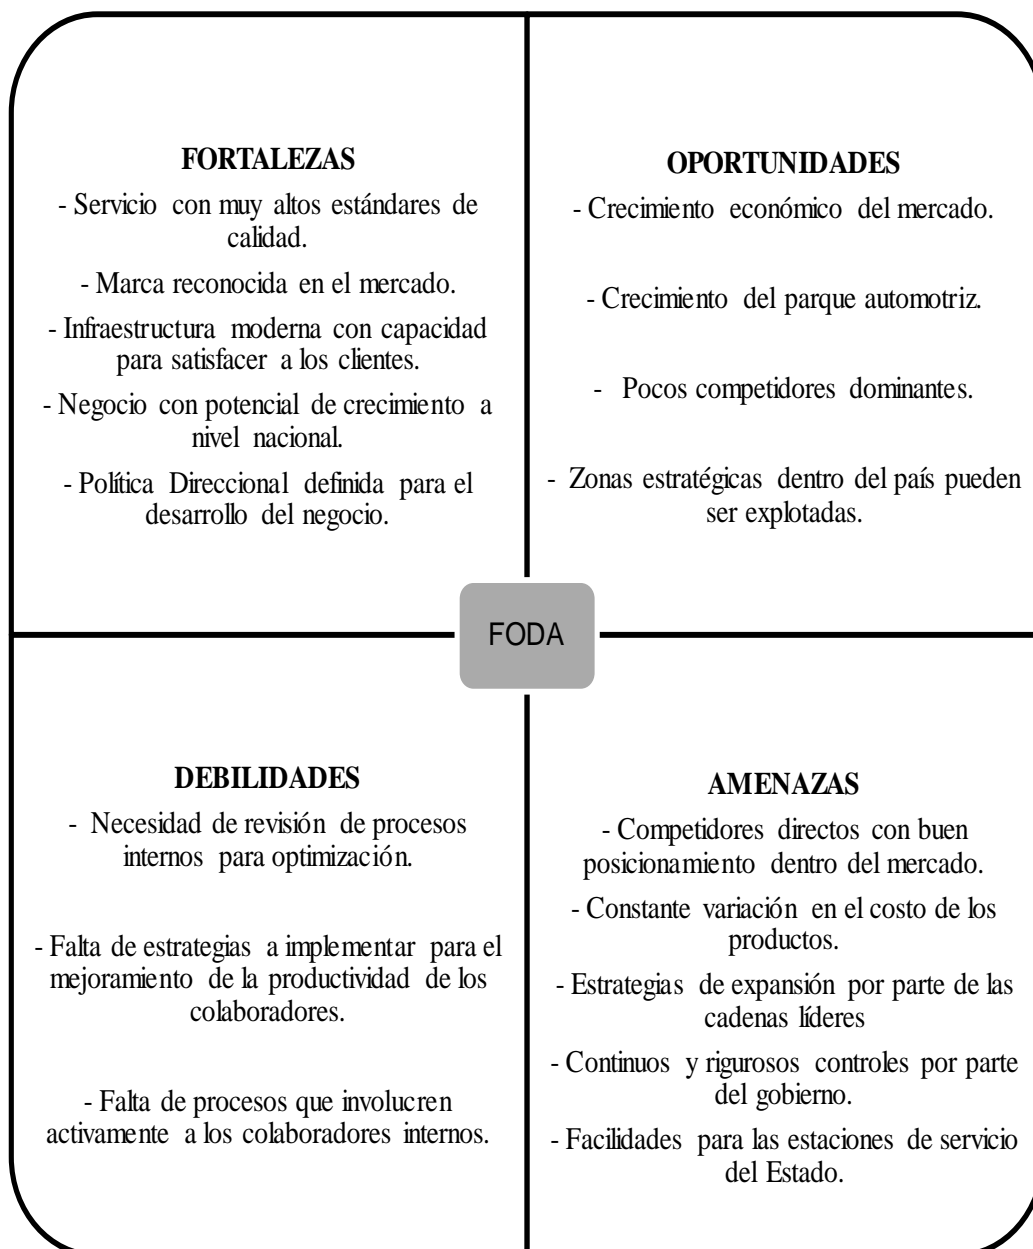 FORTALEZAS
- Servicio con muy altos estándares de
calidad.
- Marca reconocida en el mercado.
- Infraestructura moderna con capacidad
para satisfacer a los clientes.
- Negocio con potencial de crecimiento a
nivel nacional.
- Política Direccional definida para el
desarrollo del negocio.
OPORTUNIDADES
- Crecimiento económico del mercado.
- Crecimiento del parque automotriz.
- Pocos competidores dominantes.
- Zonas estratégicas dentro del país pueden
ser explotadas.
FODA
DEBILIDADES
- Necesidad de revisión de procesos
internos para optimización.
- Falta de estrategias a implementar para el
mejoramiento de la productividad de los
colaboradores.
- Falta de procesos que involucren
activamente a los colaboradores internos.
AMENAZAS
- Competidores directos con buen
posicionamiento dentro del mercado.
- Constante variación en el costo de los
productos.
- Estrategias de expansión por parte de las
cadenas líderes
- Continuos y rigurosos controles por parte
del gobierno.
- Facilidades para las estaciones de servicio
del Estado.